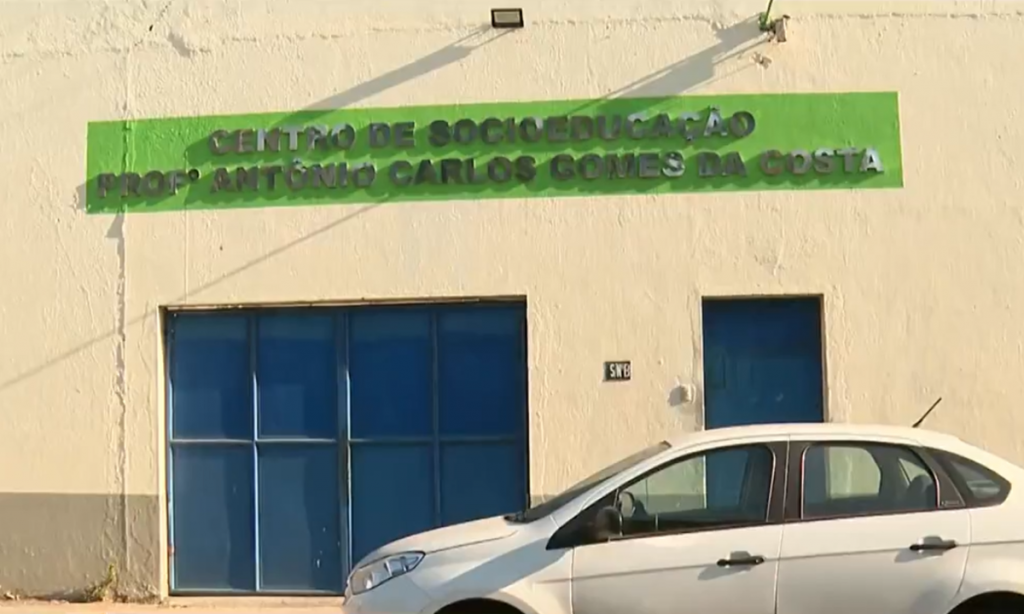 CENTRO DE SOCIOEDUCAÇÃO
PROFº ANTÔNIO CARLOS GOMES DA COSTA